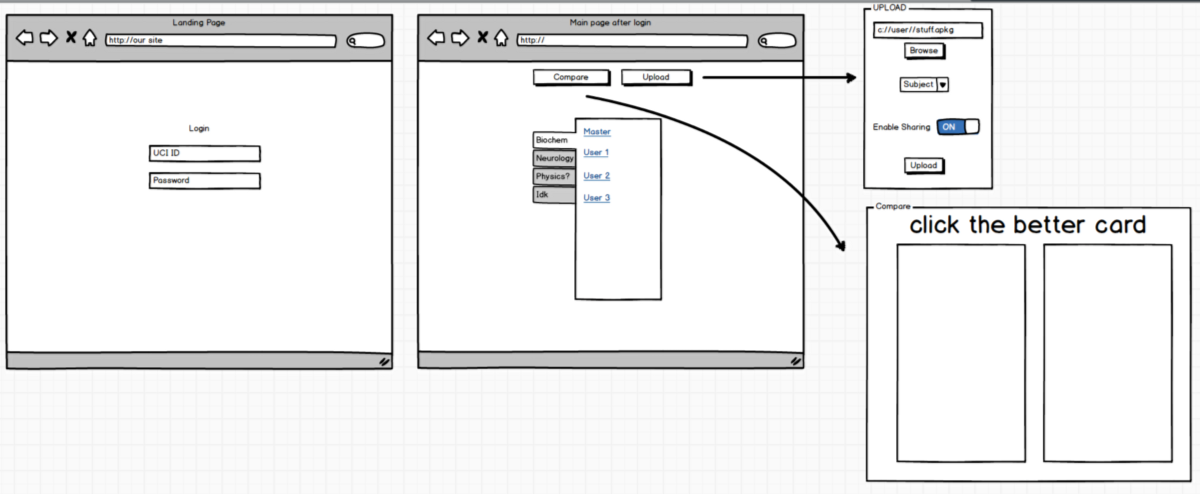 Landing Page
http://our site
Login
UCI ID
Password
Main page after login
http://
Compare
Upload
Biochem
Neurology
Physics?
Idk
Master
User 1
User 2
User 3
UPLOAD
c://user//stuff.apkg
Browse
Subject
Enable Sharing ON
Upload
Compare
click the better card